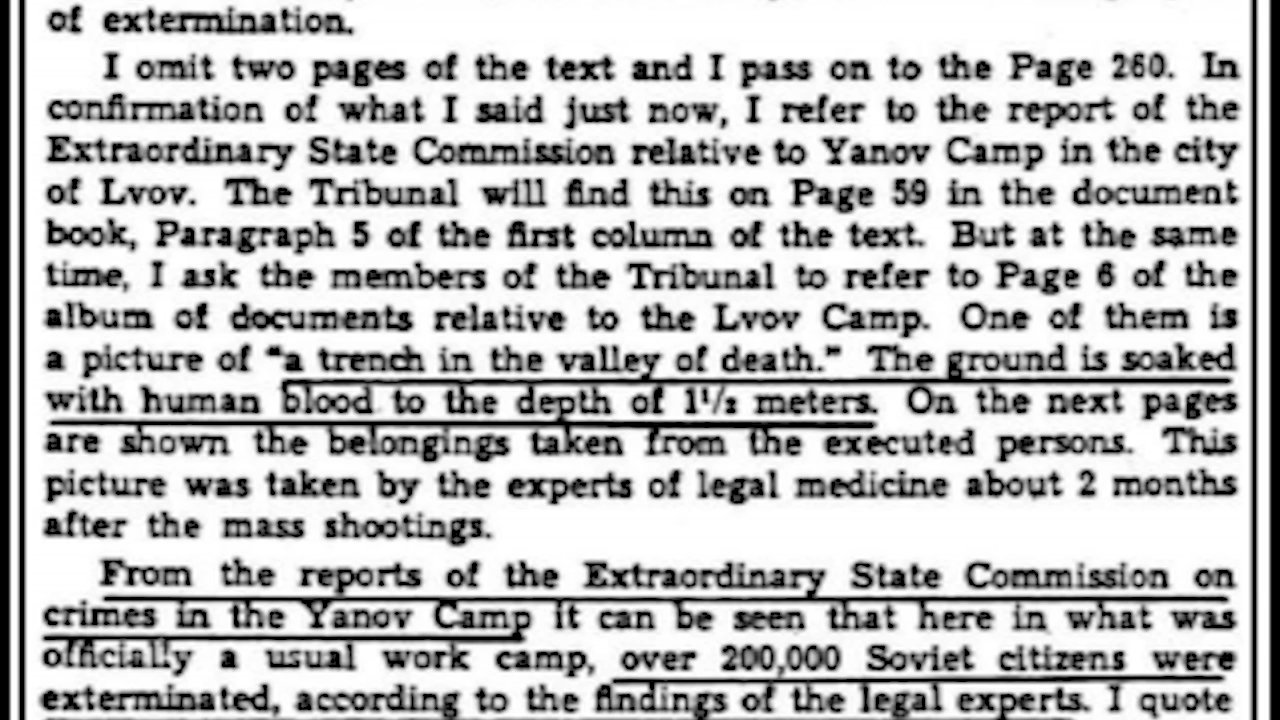 of extermination.
I omit two pages of the text and I pass on to the Page 260. In
confirmation of what I said just now, I refer to the report of the
Extraordinary State Commission relative to Yanov Camp in the city
of Lvov. The Tribunal will find this on Page 59 in the document
book, Paragraph 5 of the first column of the text. But at the same
time, I ask the members of the Tribunal to refer to Page 6 of the
album of documents relative to the Lvov Camp. One of them is
a picture of "a trench in the valley of death." The ground is soaked
with human blood to the depth of 1¹/₂ meters. On the next pages
are shown the belongings taken from the executed persons. This
picture was taken by the experts of legal medicine about 2 months
after the mass shootings.
From the reports of the Extraordinary State Commission on
crimes in the Yanov Camp it can be seen that here in what was
officially a usual work camp, over 200,000 Soviet citizens were
exterminated, according to the findings of the legal experts. I quote